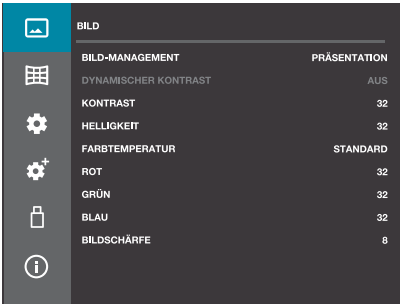 BILD
BILD-MANAGEMENT PRÄSENTATION
DYNAMISCHER KONTRAST AUS
KONTRAST 32
HELLIGKEIT 32
FARBTEMPERATUR STANDARD
ROT 32
GRÜN 32
BLAU 32
BILDSCHÄRFE 8